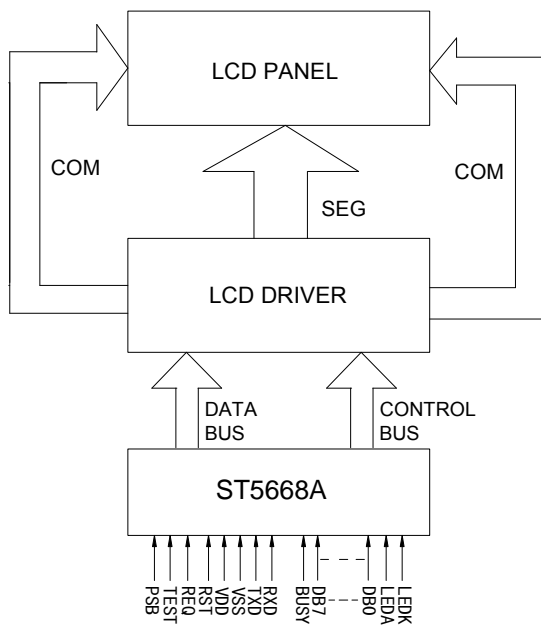 LCD PANEL
COM
COM
SEG
LCD DRIVER
DATA
BUS
CONTROL
BUS
ST5668A
PSB
TEST
REQ
RST
VDD
VSS
TXD
RXD
BUSY
DB7
DB0
LEDA
LEDK